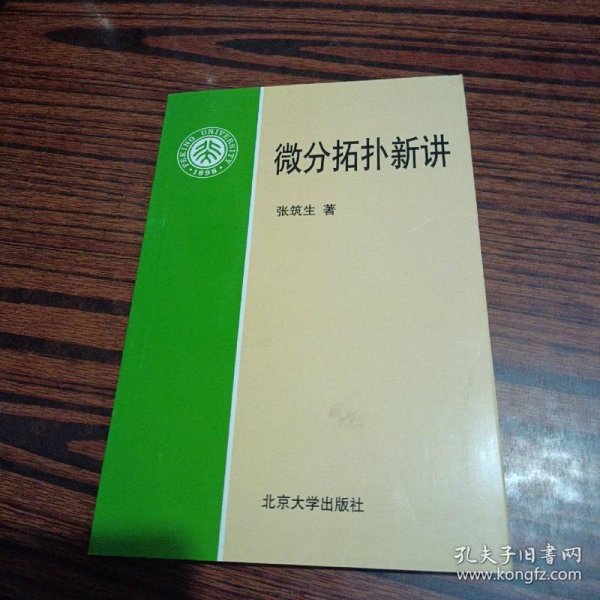 PEKING UNIVERSITY
·1898·
微分拓扑新讲
张筑生 著
北京大学出版社
孔夫子旧书网
www.kongfz.com